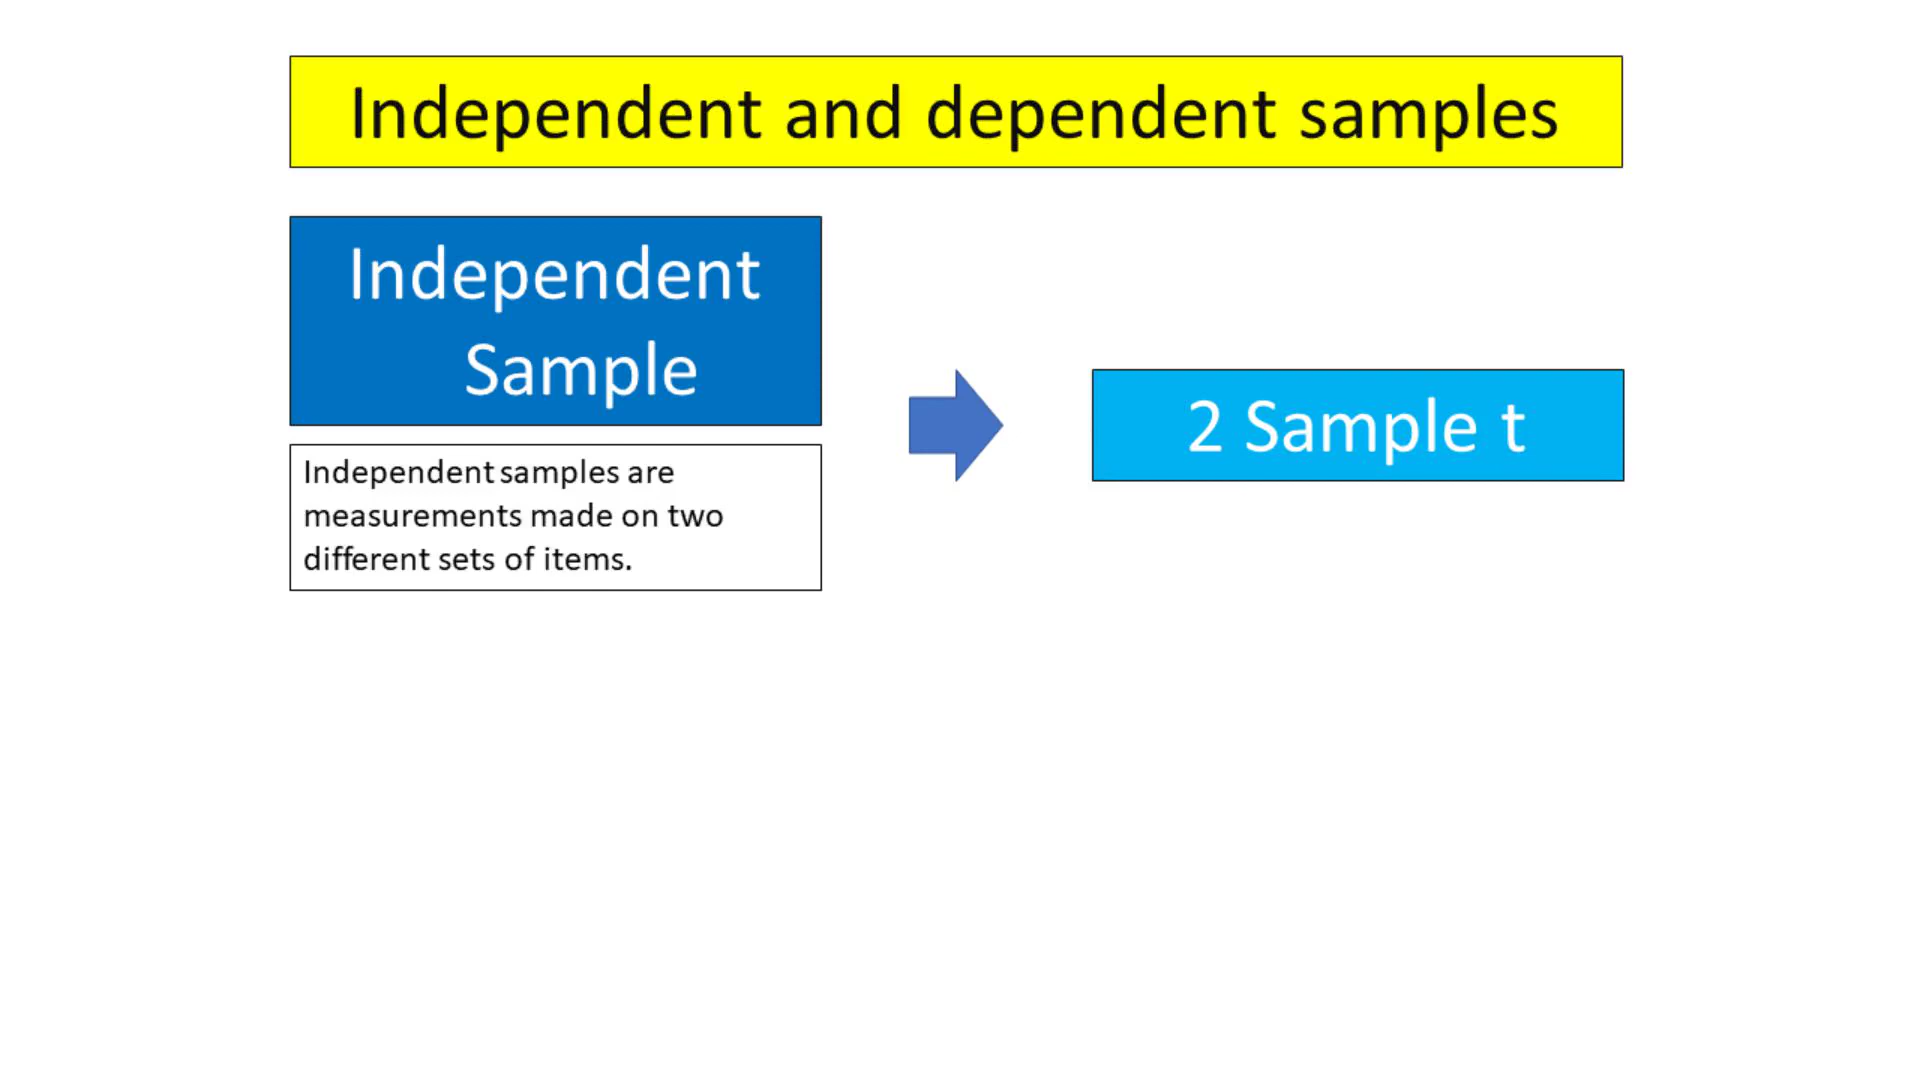 Independent and dependent samples
Independent
Sample
2 Sample t
Independent samples are
measurements made on two
different sets of items.